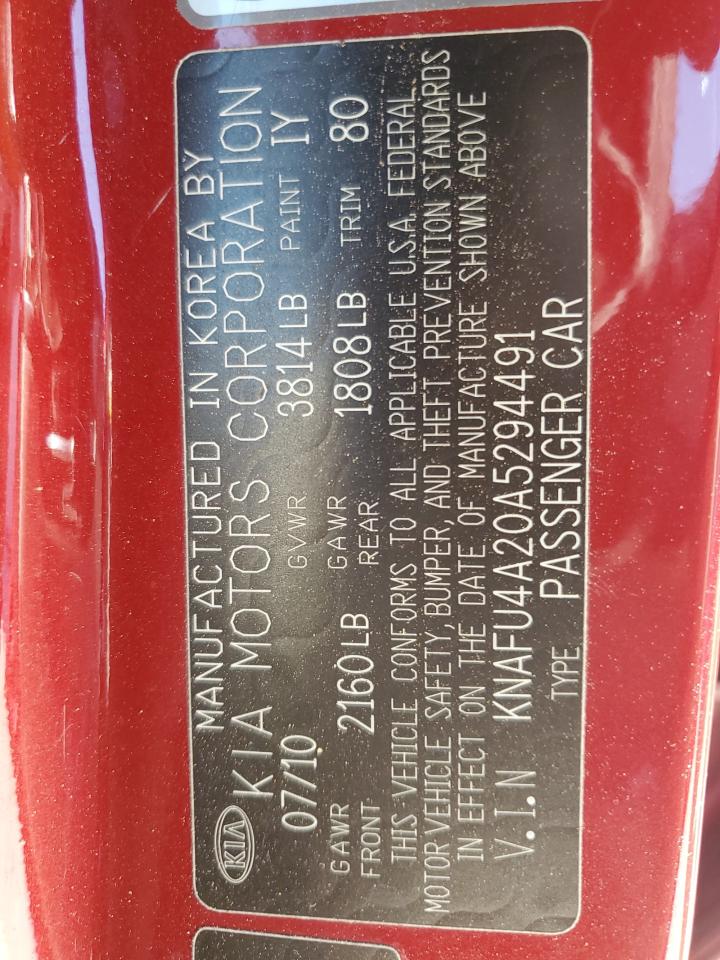 MANUFACTURED IN KOREA BY
KIA KIA MOTORS CORPORATION
07/10 GVWR 3814LB PAINT IY
GAWR FRONT 2160LB GAWR REAR 1808LB TRIM 80
THIS VEHICLE CONFORMS TO ALL APPLICABLE U.S.A. FEDERAL
MOTOR VEHICLE SAFETY, BUMPER, AND THEFT PREVENTION STANDARDS
IN EFFECT ON THE DATE OF MANUFACTURE SHOWN ABOVE
V.I.N KNAFU4A20A5294491
TYPE PASSENGER CAR